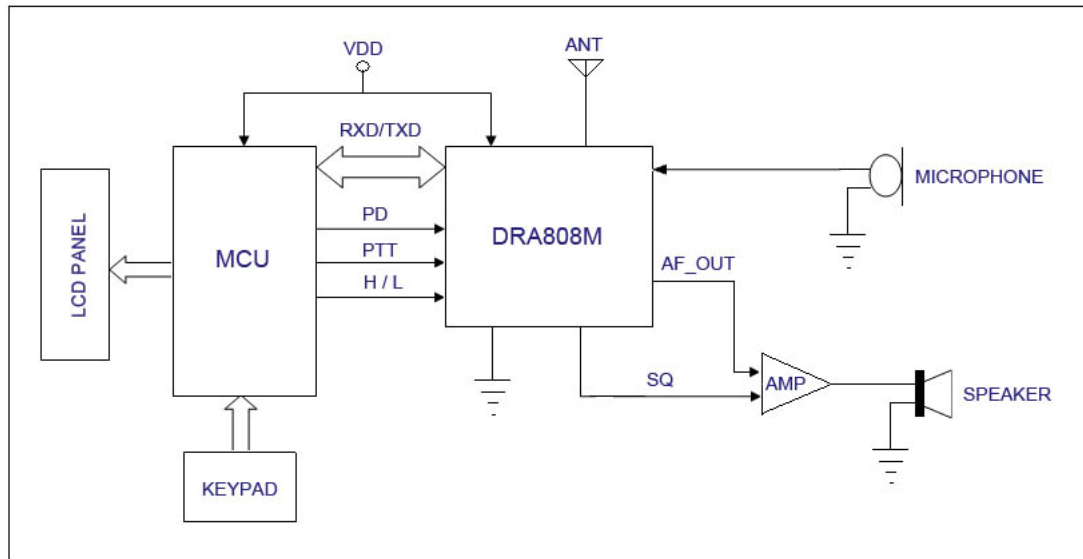 VDD
ANT
RXD/TXD
MICROPHONE
LCD PANEL
MCU
PD
PTT
H / L
DRA808M
AF_OUT
SQ
AMP
SPEAKER
KEYPAD